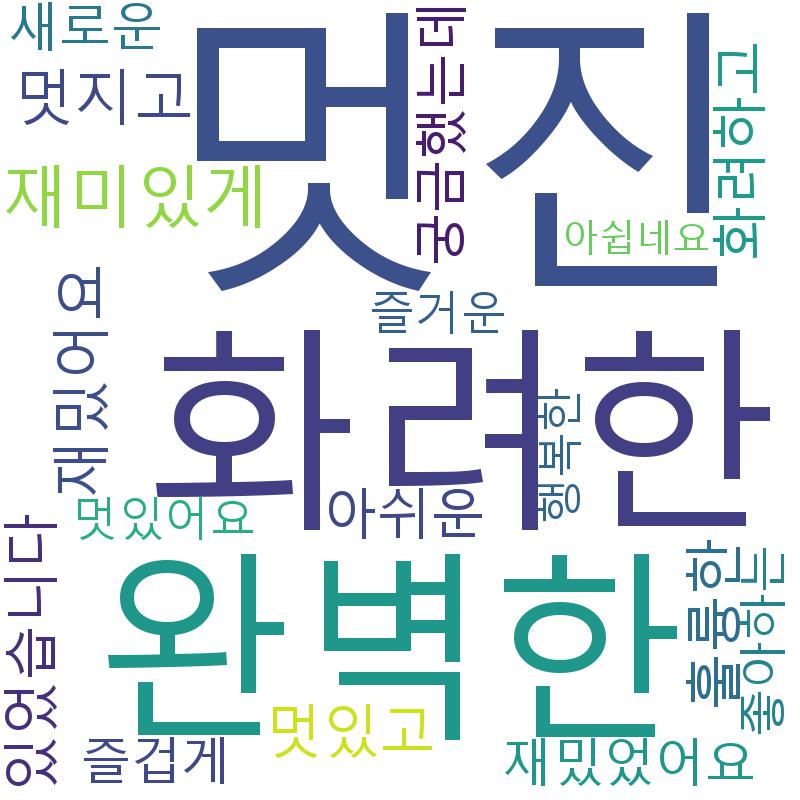 새로운
멋진
궁금했는데
화려하고
멋지고
재미있게
아쉽네요
재밌어요
즐거운
화려한
행복한
멋있어요
아쉬운
있었습니다
완벽한
훌륭한
좋아하는
멋있고
즐겁게
재밌었어요